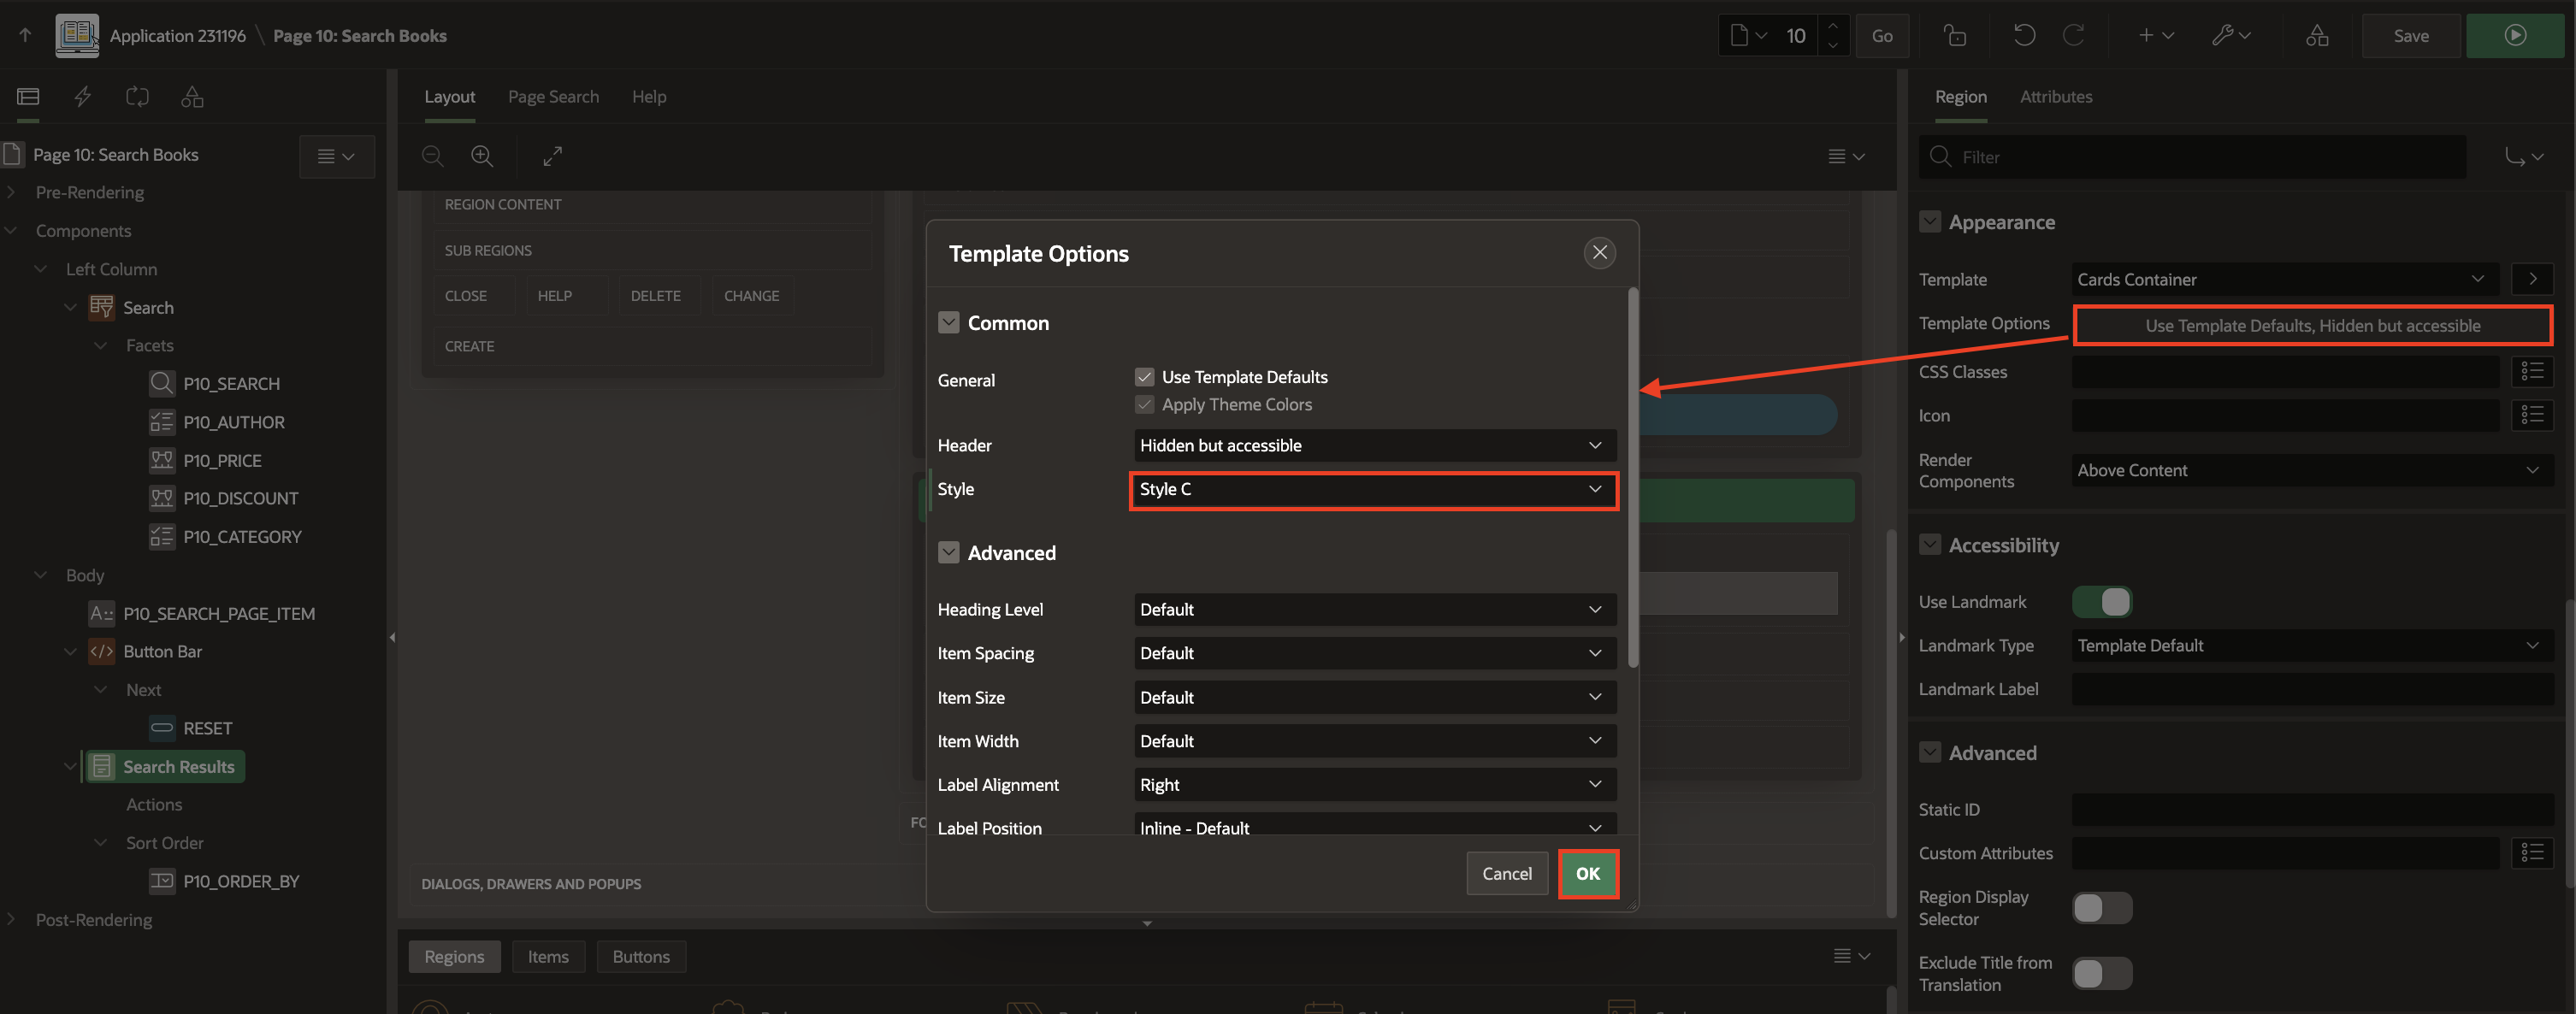 Application 231196 \ Page 10: Search Books
10
Go
Save
Layout
Page Search
Help
Region
Attributes
Page 10: Search Books
Filter
Pre-Rendering
Components
Left Column
Search
Facets
P10_SEARCH
P10_AUTHOR
P10_PRICE
P10_DISCOUNT
P10_CATEGORY
Body
P10_SEARCH_PAGE_ITEM
Button Bar
Next
RESET
Search Results
Actions
Sort Order
P10_ORDER_BY
Post-Rendering
REGION CONTENT
SUB REGIONS
CLOSE
HELP
DELETE
CHANGE
CREATE
DIALOGS, DRAWERS AND POPUPS
Regions
Items
Buttons
Template Options
Common
General
Use Template Defaults
Apply Theme Colors
Header
Hidden but accessible
Style
Style C
Advanced
Heading Level
Default
Item Spacing
Default
Item Size
Default
Item Width
Default
Label Alignment
Right
Label Position
Inline - Default
Cancel
OK
Appearance
Template
Cards Container
Template Options
Use Template Defaults, Hidden but accessible
CSS Classes
Icon
Render
Components
Above Content
Accessibility
Use Landmark
Landmark Type
Template Default
Landmark Label
Advanced
Static ID
Custom Attributes
Region Display
Selector
Exclude Title from
Translation